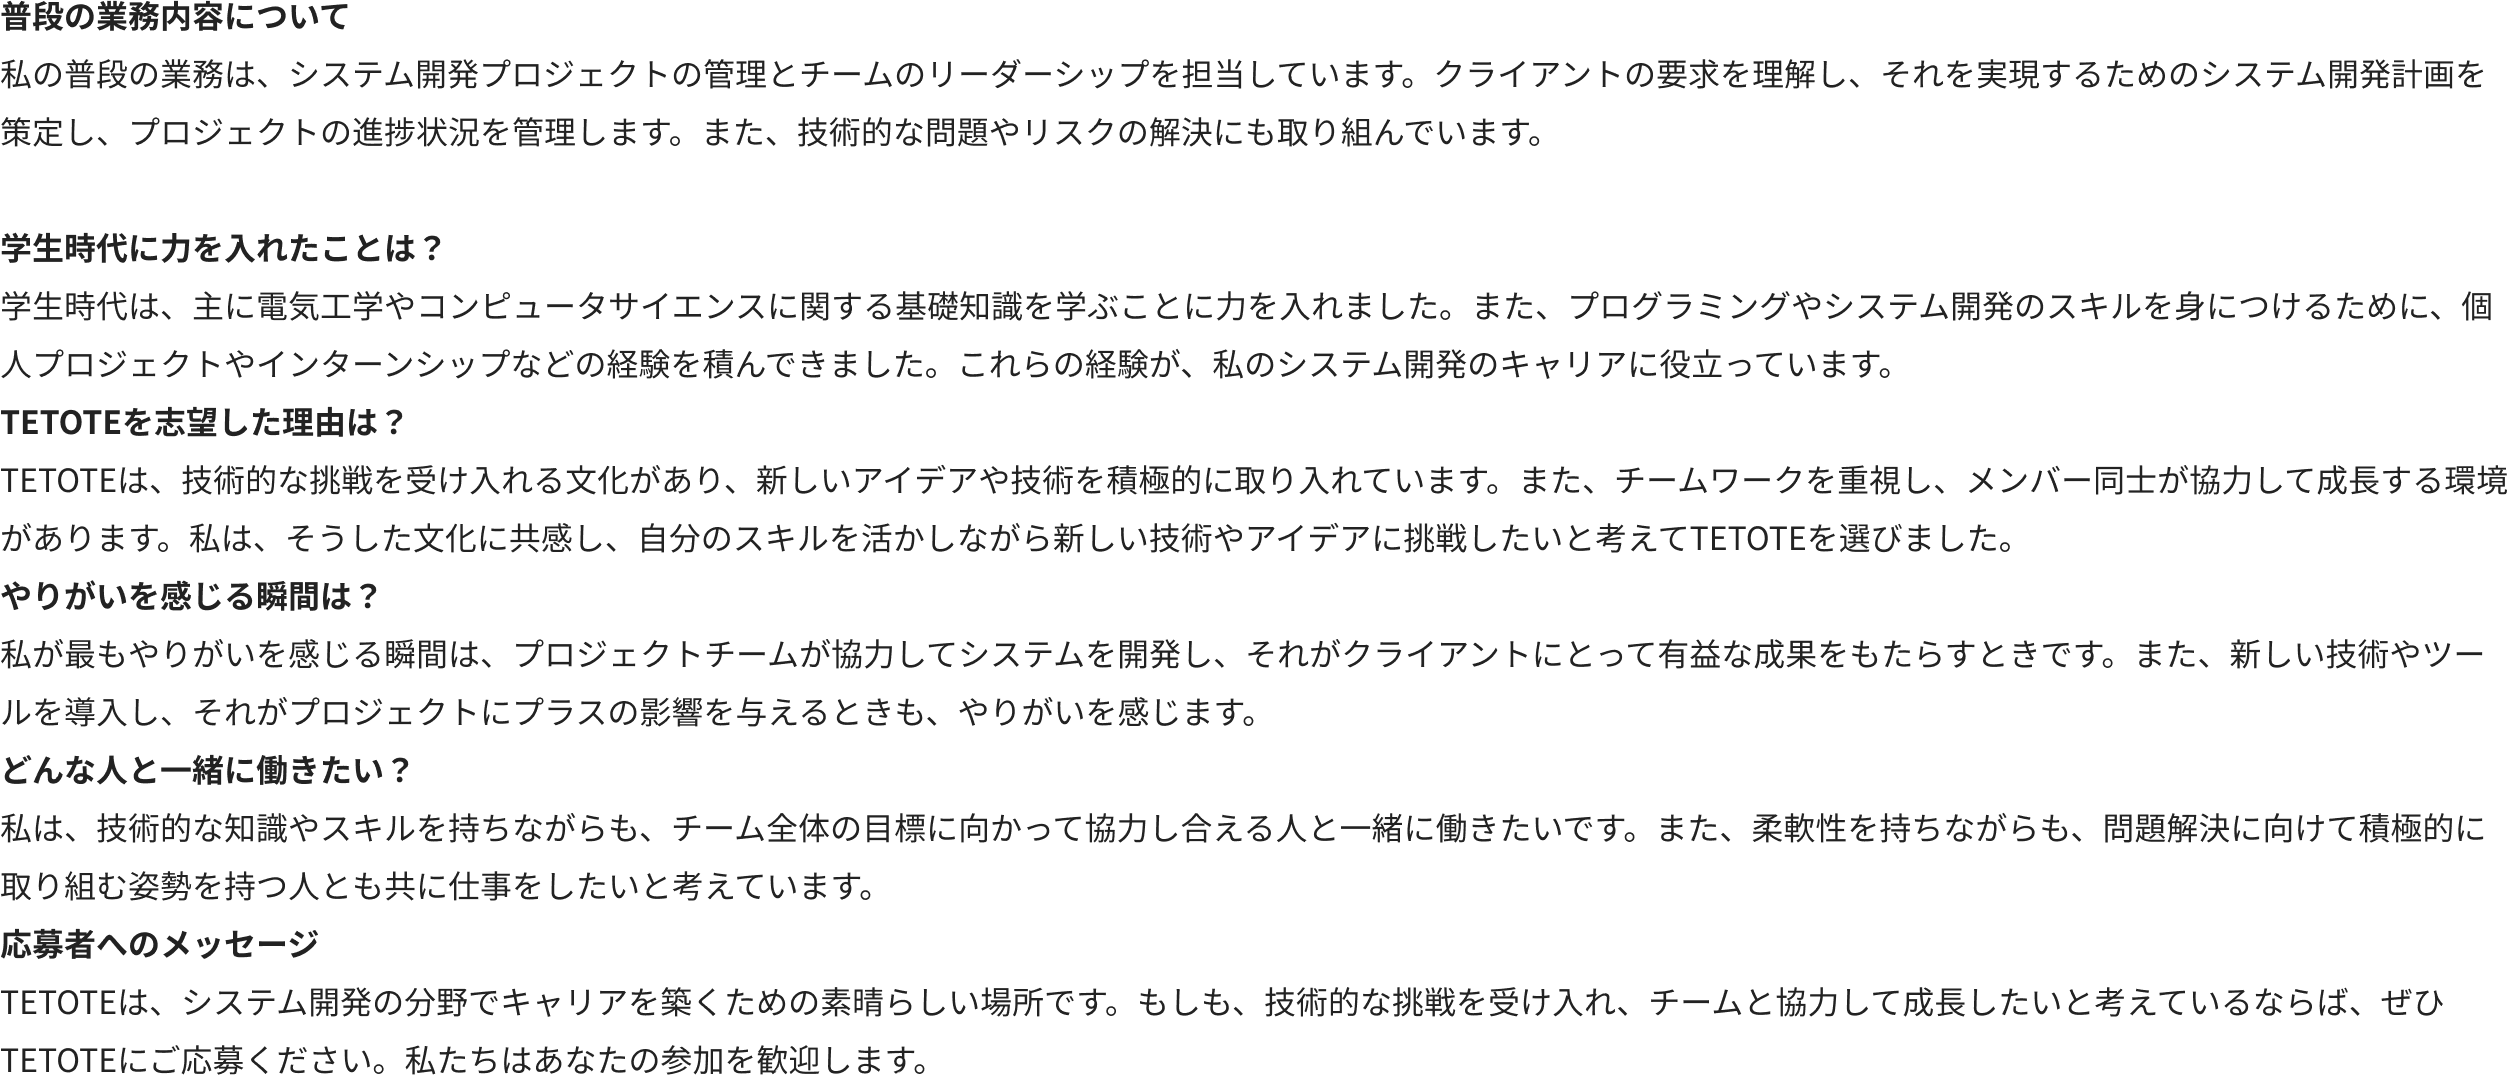 普段の業務内容について
私の普段の業務は、システム開発プロジェクトの管理とチームのリーダーシップを担当しています。クライアントの要求を理解し、それを実現するためのシステム開発計画を
策定し、プロジェクトの進捗状況を管理します。また、技術的な問題やリスクの解決にも取り組んでいます。
学生時代に力を入れたことは？
学生時代は、主に電気工学やコンピュータサイエンスに関する基礎知識を学ぶことに力を入れました。また、プログラミングやシステム開発のスキルを身につけるために、個
人プロジェクトやインターンシップなどの経験を積んできました。これらの経験が、私のシステム開発のキャリアに役立っています。
TETOTEを志望した理由は？
TETOTEは、技術的な挑戦を受け入れる文化があり、新しいアイデアや技術を積極的に取り入れています。また、チームワークを重視し、メンバー同士が協力して成長する環境
があります。私は、そうした文化に共感し、自分のスキルを活かしながら新しい技術やアイデアに挑戦したいと考えてTETOTEを選びました。
やりがいを感じる瞬間は？
私が最もやりがいを感じる瞬間は、プロジェクトチームが協力してシステムを開発し、それがクライアントにとって有益な成果をもたらすときです。また、新しい技術やツー
ルを導入し、それがプロジェクトにプラスの影響を与えるときも、やりがいを感じます。
どんな人と一緒に働きたい？
私は、技術的な知識やスキルを持ちながらも、チーム全体の目標に向かって協力し合える人と一緒に働きたいです。また、柔軟性を持ちながらも、問題解決に向けて積極的に
取り組む姿勢を持つ人とも共に仕事をしたいと考えています。
応募者へのメッセージ
TETOTEは、システム開発の分野でキャリアを築くための素晴らしい場所です。もしも、技術的な挑戦を受け入れ、チームと協力して成長したいと考えているならば、ぜひ
TETOTEにご応募ください。私たちはあなたの参加を歓迎します。